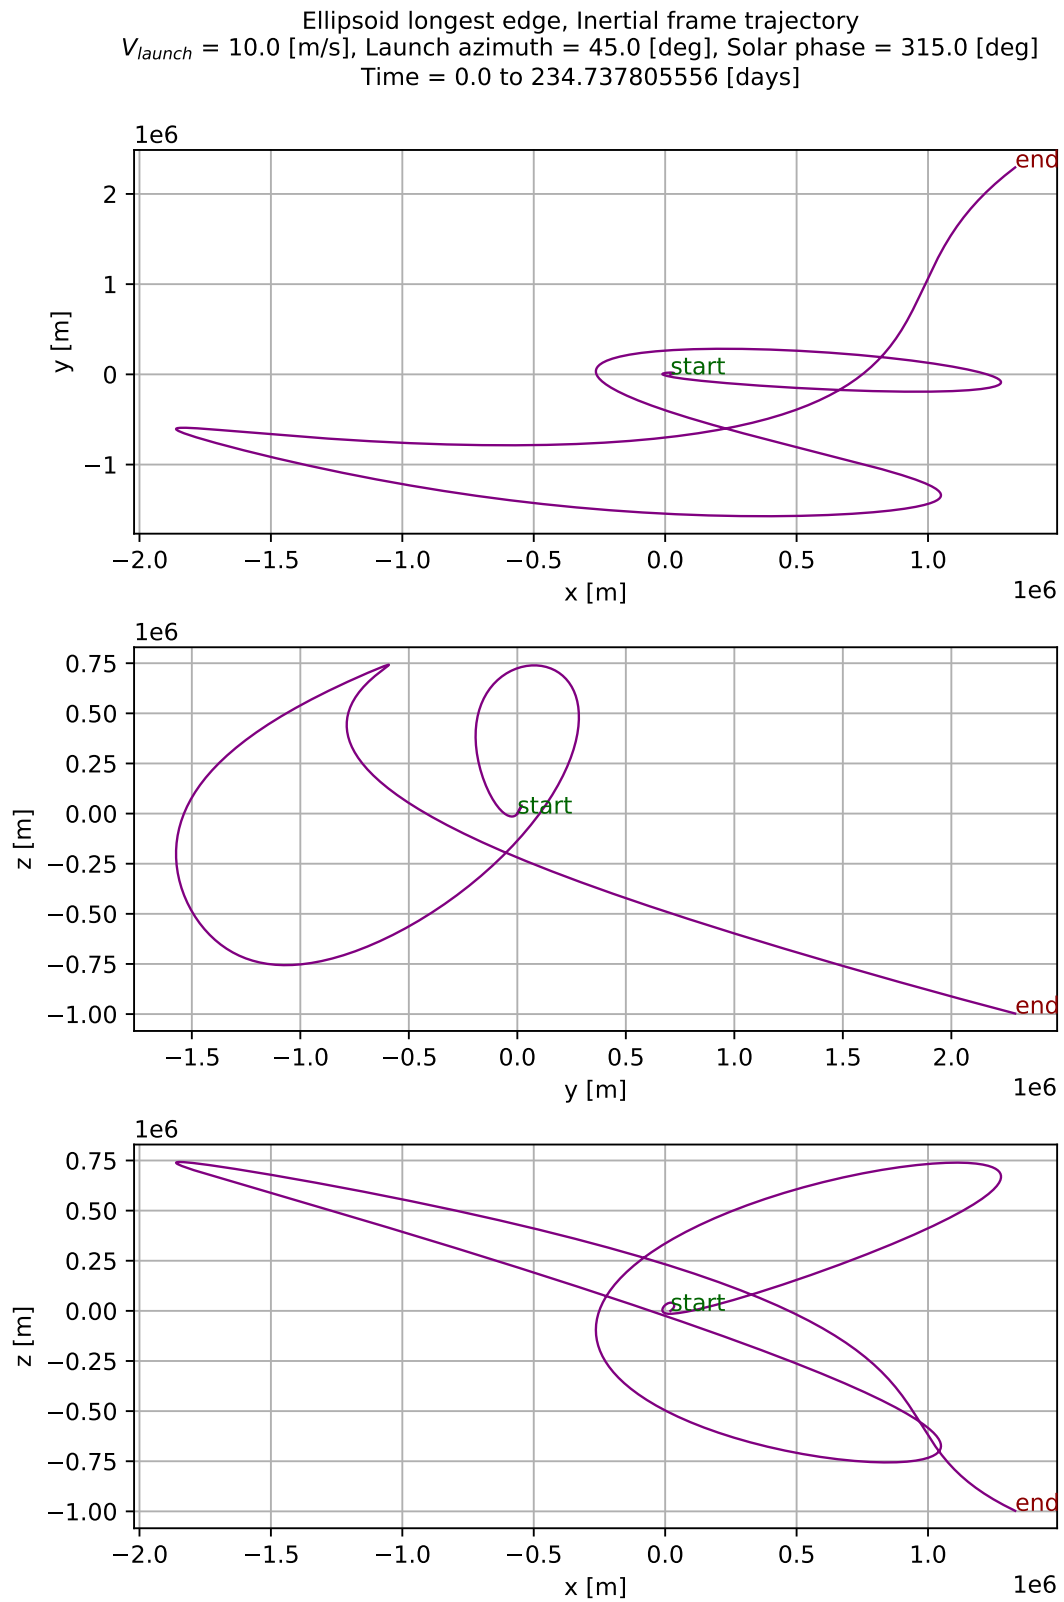 Ellipsoid longest edge, Inertial frame trajectory
V_launch = 10.0 [m/s], Launch azimuth = 45.0 [deg], Solar phase = 315.0 [deg]
Time = 0.0 to 234.737805556 [days]
1e6
end
2
1
0
−1
y [m]
start
−2.0 −1.5 −1.0 −0.5 0.0 0.5 1.0
x [m]
1e6
1e6
0.75
0.50
0.25
0.00
−0.25
−0.50
−0.75
−1.00
z [m]
start
end
−1.5 −1.0 −0.5 0.0 0.5 1.0 1.5 2.0
y [m]
1e6
1e6
0.75
0.50
0.25
0.00
−0.25
−0.50
−0.75
−1.00
z [m]
start
end
−2.0 −1.5 −1.0 −0.5 0.0 0.5 1.0
x [m]
1e6